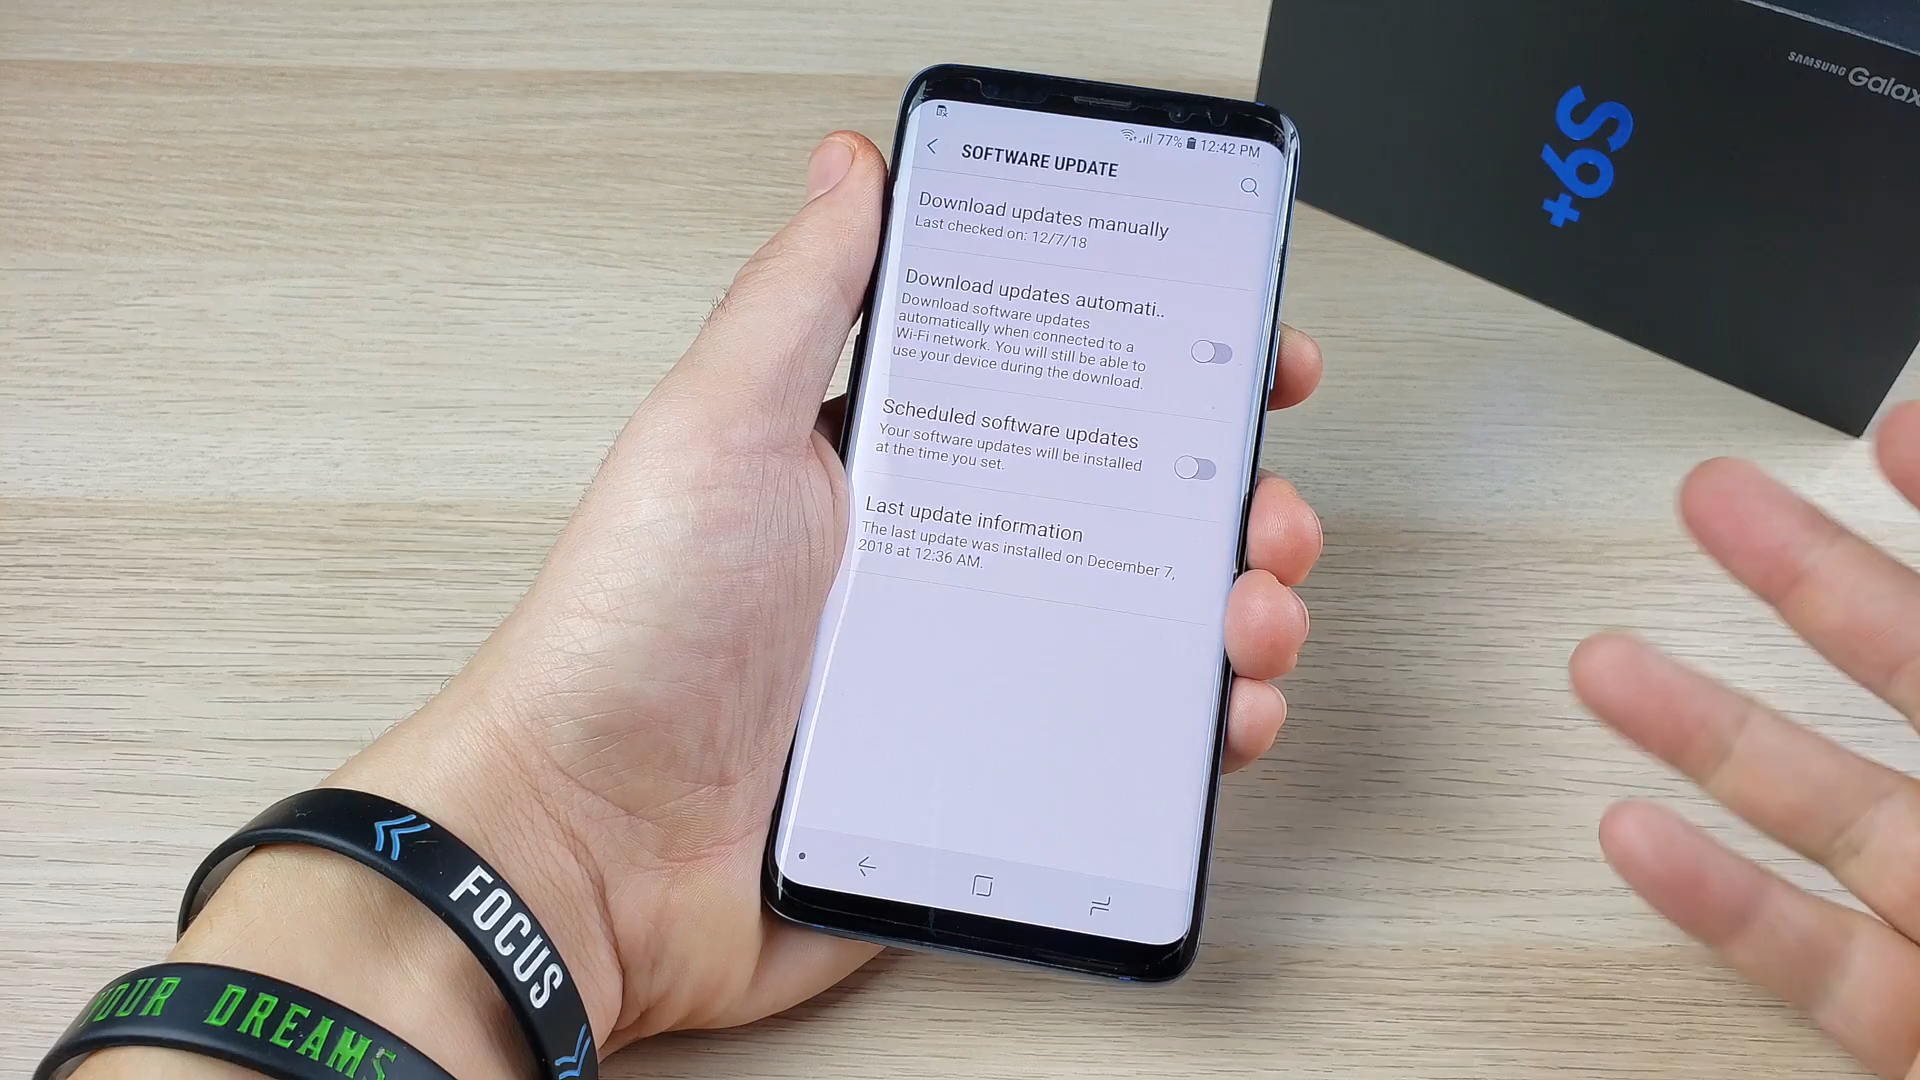 77% 12:42 PM
SOFTWARE UPDATE
Download updates manually
Last checked on: 12/7/18
Download updates automati..
Download software updates
automatically when connected to a
Wi-Fi network. You will still be able to
use your device during the download.
Scheduled software updates
Your software updates will be installed
at the time you set.
Last update information
The last update was installed on December 7,
2018 at 12:36 AM.
SAMSUNG Galax
S9+
FOCUS
YOUR DREAMS